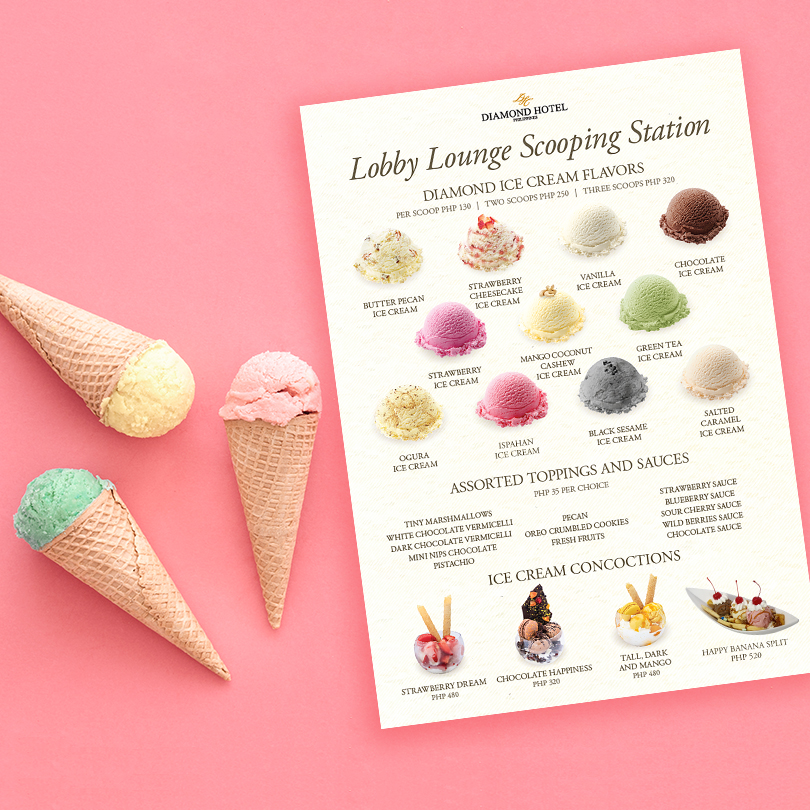 DIAMOND HOTEL
PHILIPPINES
Lobby Lounge Scooping Station
DIAMOND ICE CREAM FLAVORS
PER SCOOP PHP 130 | TWO SCOOPS PHP 250 | THREE SCOOPS PHP 320
BUTTER PECAN
ICE CREAM
STRAWBERRY
CHEESECAKE
ICE CREAM
VANILLA
ICE CREAM
CHOCOLATE
ICE CREAM
STRAWBERRY
ICE CREAM
MANGO COCONUT
CASHEW
ICE CREAM
GREEN TEA
ICE CREAM
OGURA
ICE CREAM
ISPAHAN
ICE CREAM
BLACK SESAME
ICE CREAM
SALTED
CARAMEL
ICE CREAM
ASSORTED TOPPINGS AND SAUCES
PHP 35 PER CHOICE
TINY MARSHMALLOWS
WHITE CHOCOLATE VERMICELLI
DARK CHOCOLATE VERMICELLI
MINI NIPS CHOCOLATE
PISTACHIO
PECAN
OREO CRUMBLED COOKIES
FRESH FRUITS
STRAWBERRY SAUCE
BLUEBERRY SAUCE
SOUR CHERRY SAUCE
WILD BERRIES SAUCE
CHOCOLATE SAUCE
ICE CREAM CONCOCTIONS
STRAWBERRY DREAM
PHP 480
CHOCOLATE HAPPINESS
PHP 320
TALL, DARK
AND MANGO
PHP 480
HAPPY BANANA SPLIT
PHP 520